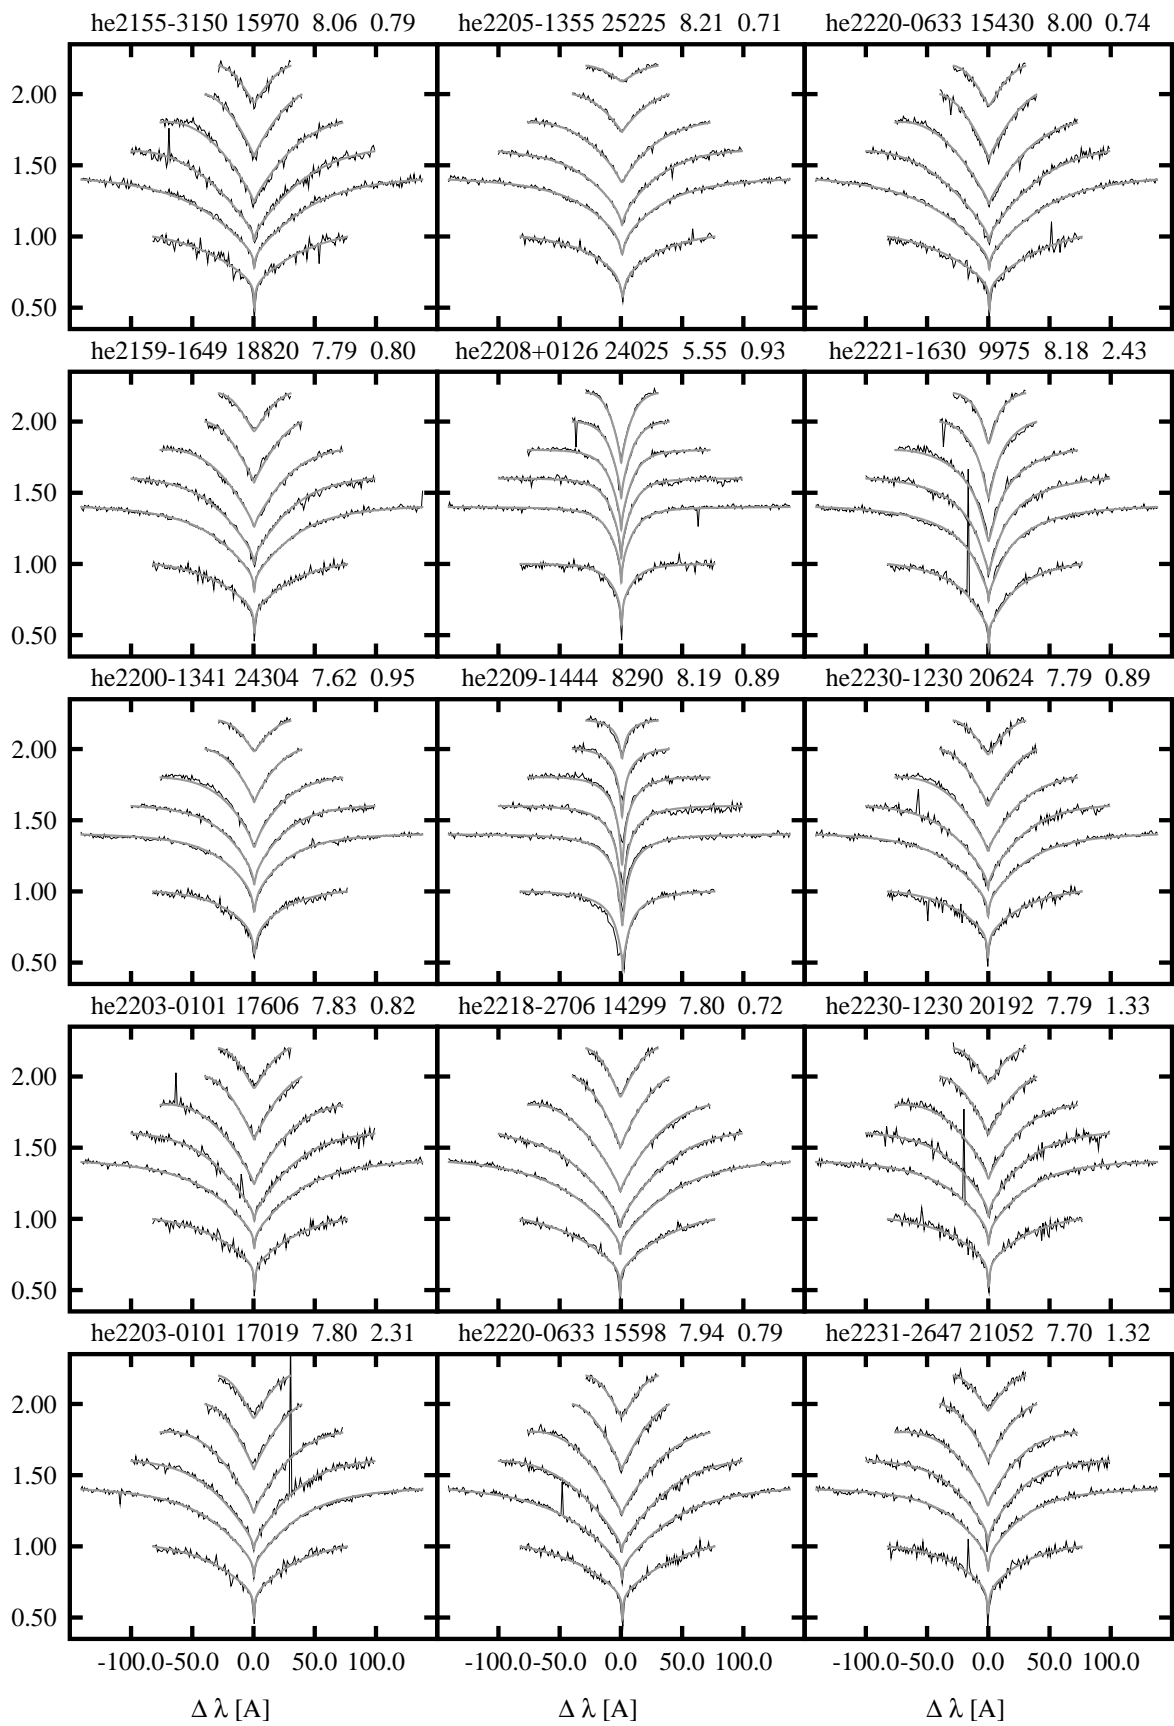 he2155-3150 15970 8.06 0.79
he2205-1355 25225 8.21 0.71
he2220-0633 15430 8.00 0.74
2.00
1.50
1.00
0.50
he2159-1649 18820 7.79 0.80
he2208+0126 24025 5.55 0.93
he2221-1630 9975 8.18 2.43
2.00
1.50
1.00
0.50
he2200-1341 24304 7.62 0.95
he2209-1444 8290 8.19 0.89
he2230-1230 20624 7.79 0.89
2.00
1.50
1.00
0.50
he2203-0101 17606 7.83 0.82
he2218-2706 14299 7.80 0.72
he2230-1230 20192 7.79 1.33
2.00
1.50
1.00
0.50
he2203-0101 17019 7.80 2.31
he2220-0633 15598 7.94 0.79
he2231-2647 21052 7.70 1.32
2.00
1.50
1.00
0.50
-100.0 -50.0 0.0 50.0 100.0
-100.0 -50.0 0.0 50.0 100.0
-100.0 -50.0 0.0 50.0 100.0
Δ λ [A]
Δ λ [A]
Δ λ [A]